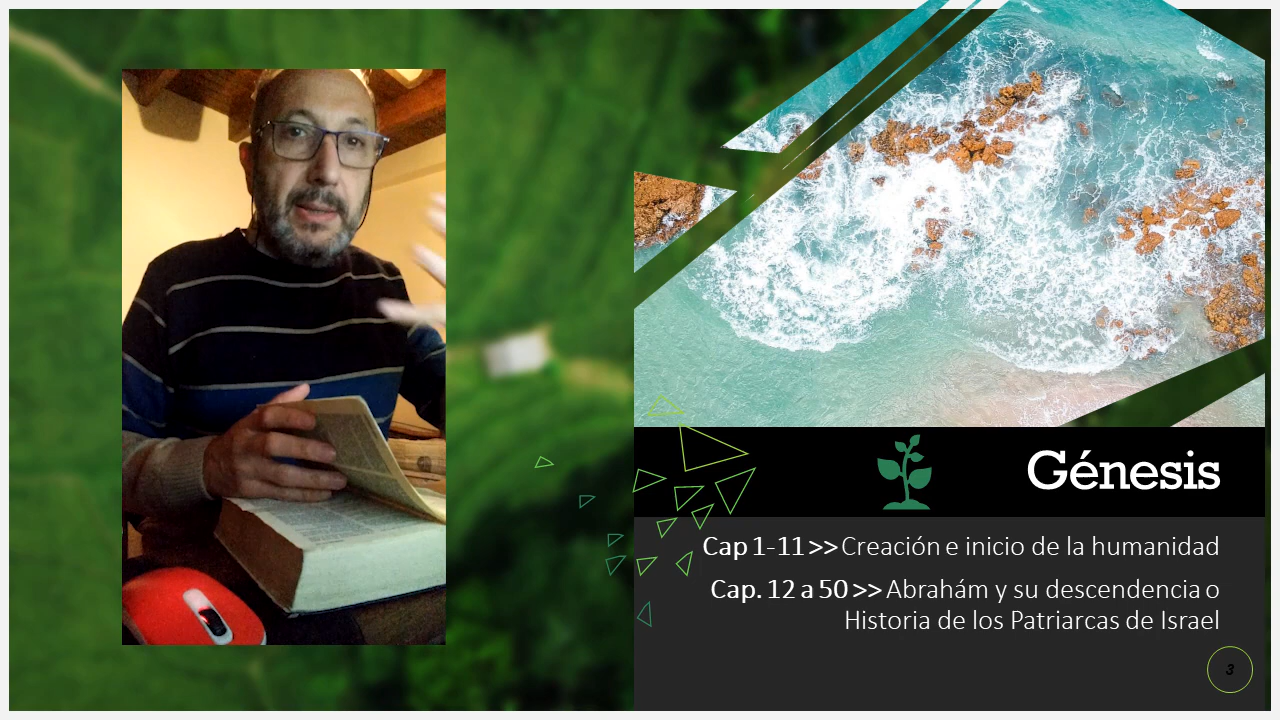 Génesis
Cap 1-11 >> Creación e inicio de la humanidad
Cap. 12 a 50 >> Abrahám y su descendencia o
Historia de los Patriarcas de Israel
3